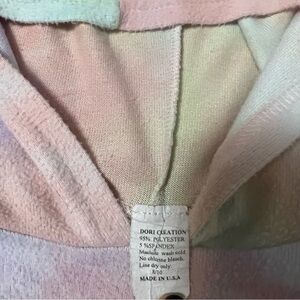 DORI CREATION
95% POLYESTER
5% SPANDEX
Machine wash cold.
No chlorine bleach.
Line dry only.
MADE IN U.S.A